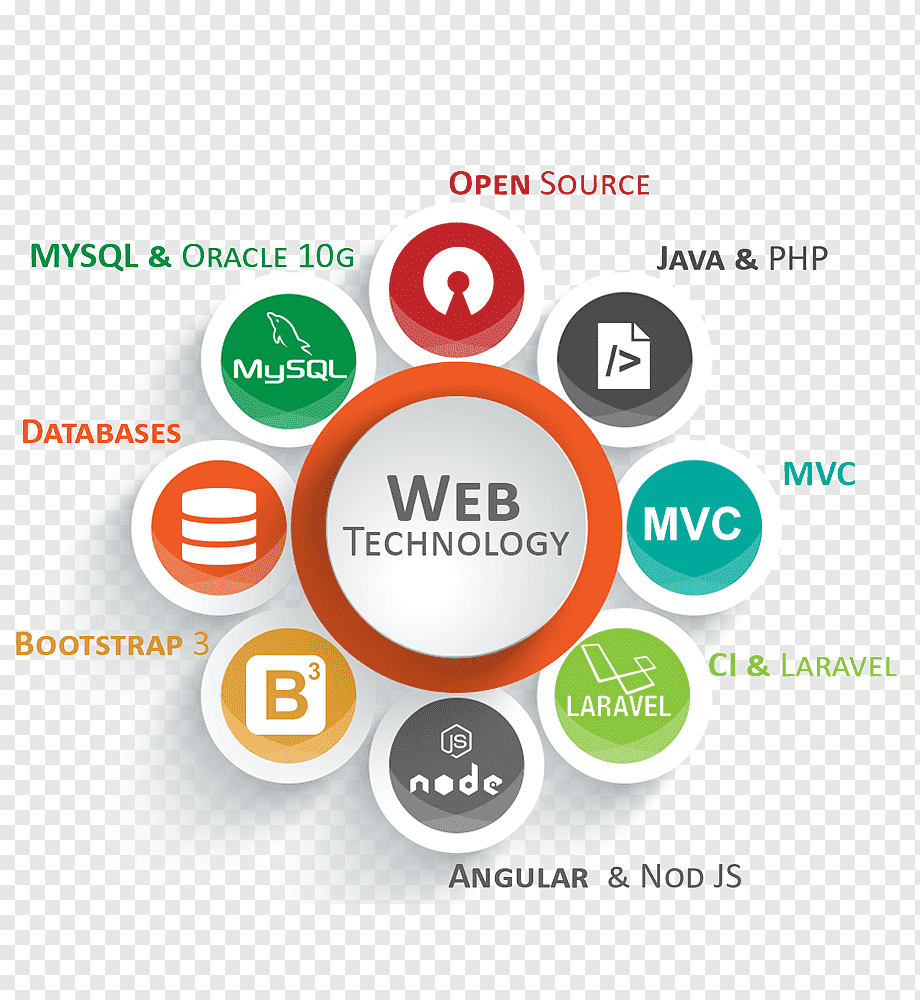 OPEN SOURCE
MYSQL & ORACLE 10G
JAVA & PHP
MySQL
/>
DATABASES
MVC
WEB
TECHNOLOGY
MVC
BOOTSTRAP 3
B3
CI & LARAVEL
LARAVEL
JS
node
ANGULAR & NOD JS